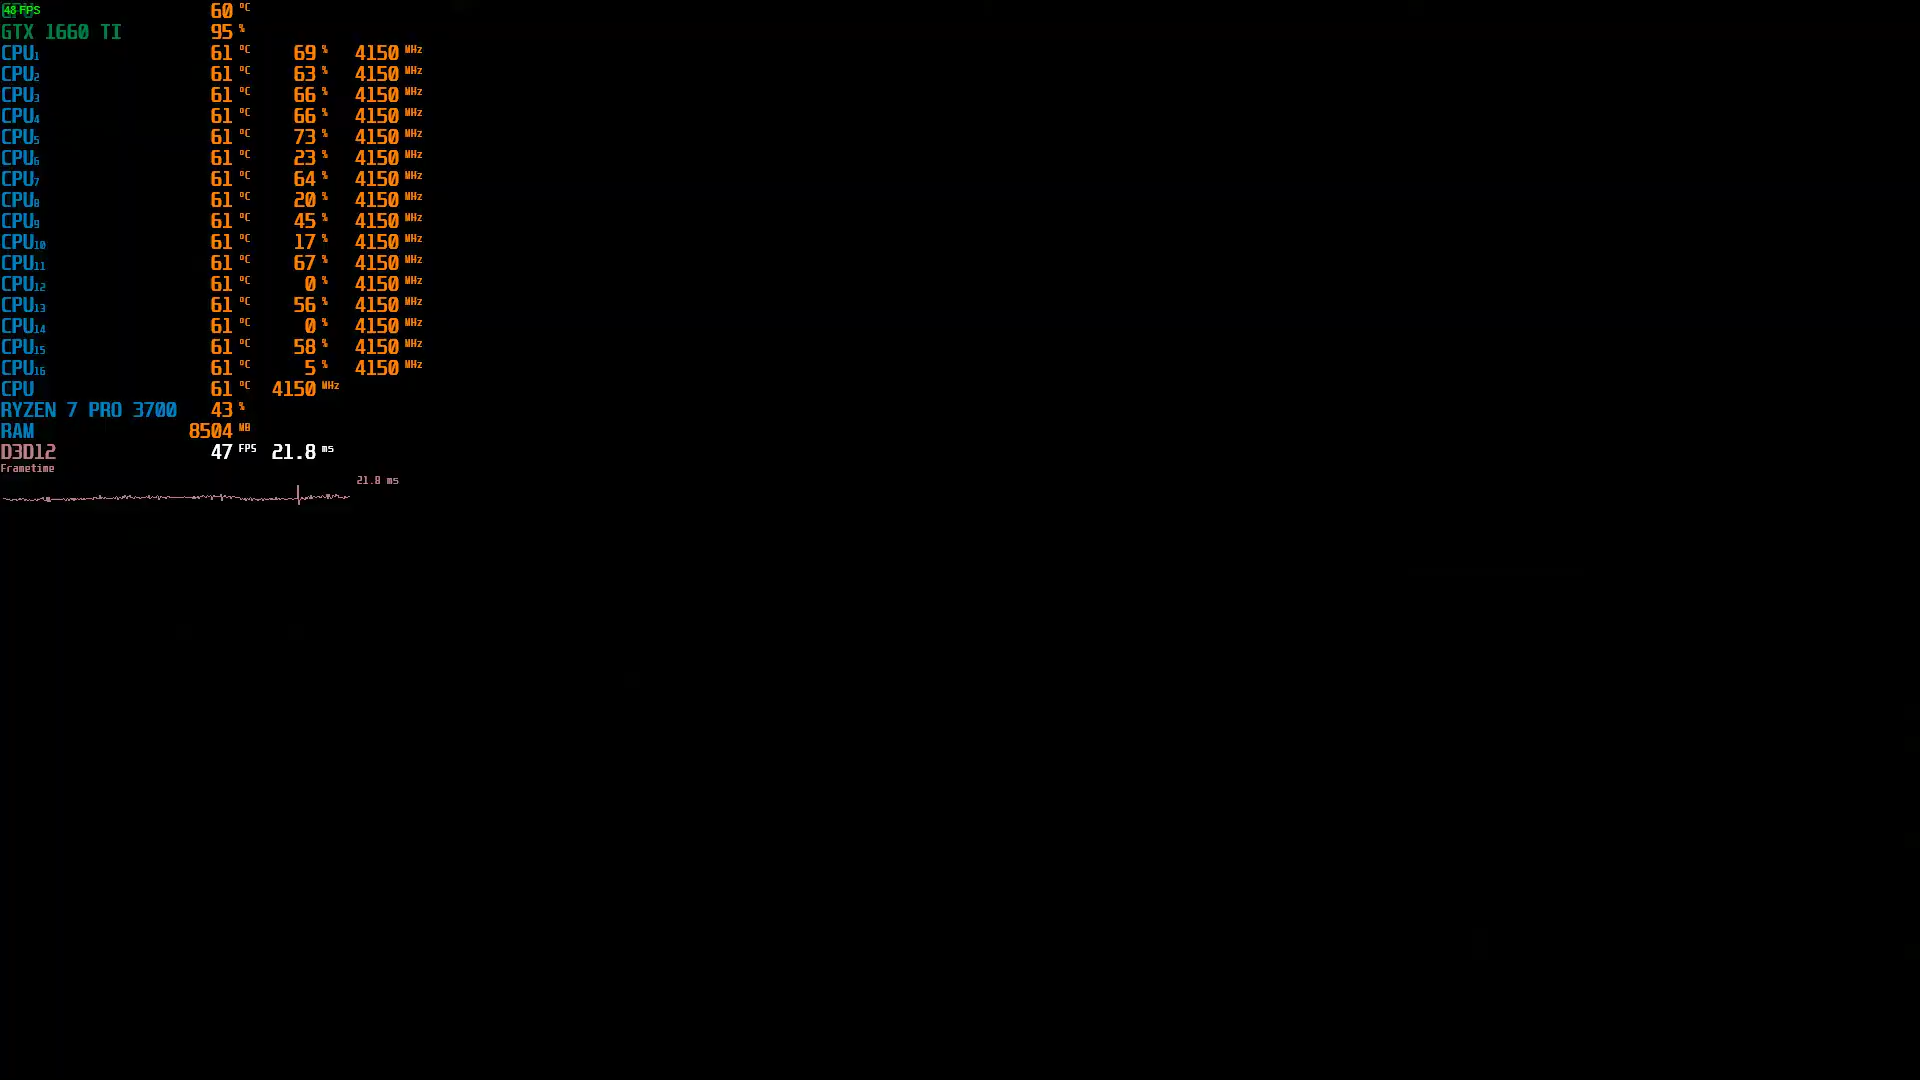 48 FPS
GPU 60 °C
GTX 1660 TI 95 %
CPU1 61 °C 69 % 4150 MHz
CPU2 61 °C 63 % 4150 MHz
CPU3 61 °C 66 % 4150 MHz
CPU4 61 °C 66 % 4150 MHz
CPU5 61 °C 73 % 4150 MHz
CPU6 61 °C 23 % 4150 MHz
CPU7 61 °C 64 % 4150 MHz
CPU8 61 °C 20 % 4150 MHz
CPU9 61 °C 45 % 4150 MHz
CPU10 61 °C 17 % 4150 MHz
CPU11 61 °C 67 % 4150 MHz
CPU12 61 °C 0 % 4150 MHz
CPU13 61 °C 56 % 4150 MHz
CPU14 61 °C 0 % 4150 MHz
CPU15 61 °C 58 % 4150 MHz
CPU16 61 °C 5 % 4150 MHz
CPU 61 °C 4150 MHz
RYZEN 7 PRO 3700 43 %
RAM 8504 MB
D3D12 47 FPS 21.8 ms
Frametime
21.8 ms